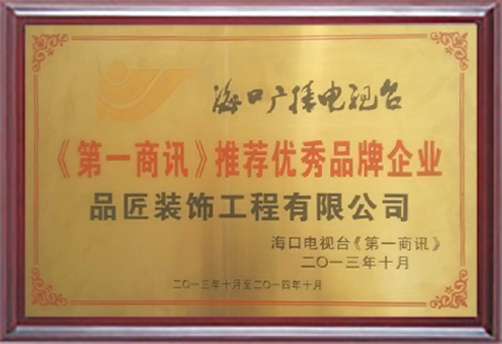 海口广播电视台
《第一商讯》推荐优秀品牌企业
品匠装饰工程有限公司
海口电视台《第一商讯》
二〇一三年十月
二〇一三年十月至二〇一四年十月